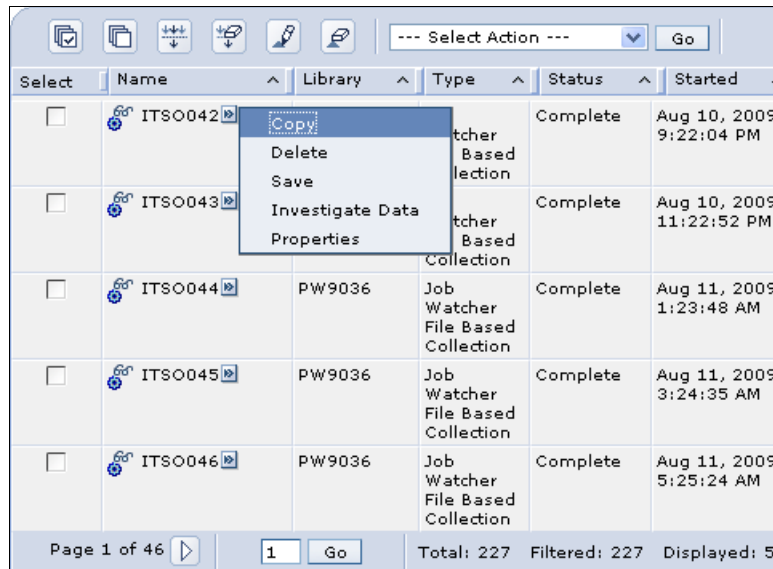 --- Select Action --- Go
Select Name Library Type Status Started
ITSO042 Complete Aug 10, 2009
Copy tcher 9:22:04 PM
Delete Based
Save lection
ITSO043 Complete Aug 10, 2009
Investigate Data tcher 11:22:52 PM
Properties Based
Collection
ITSO044 PW9036 Job Complete Aug 11, 2009
Watcher 1:23:48 AM
File Based
Collection
ITSO045 PW9036 Job Complete Aug 11, 2009
Watcher 3:24:35 AM
File Based
Collection
ITSO046 PW9036 Job Complete Aug 11, 2009
Watcher 5:25:24 AM
File Based
Collection
Page 1 of 46 1 Go Total: 227 Filtered: 227 Displayed: 5